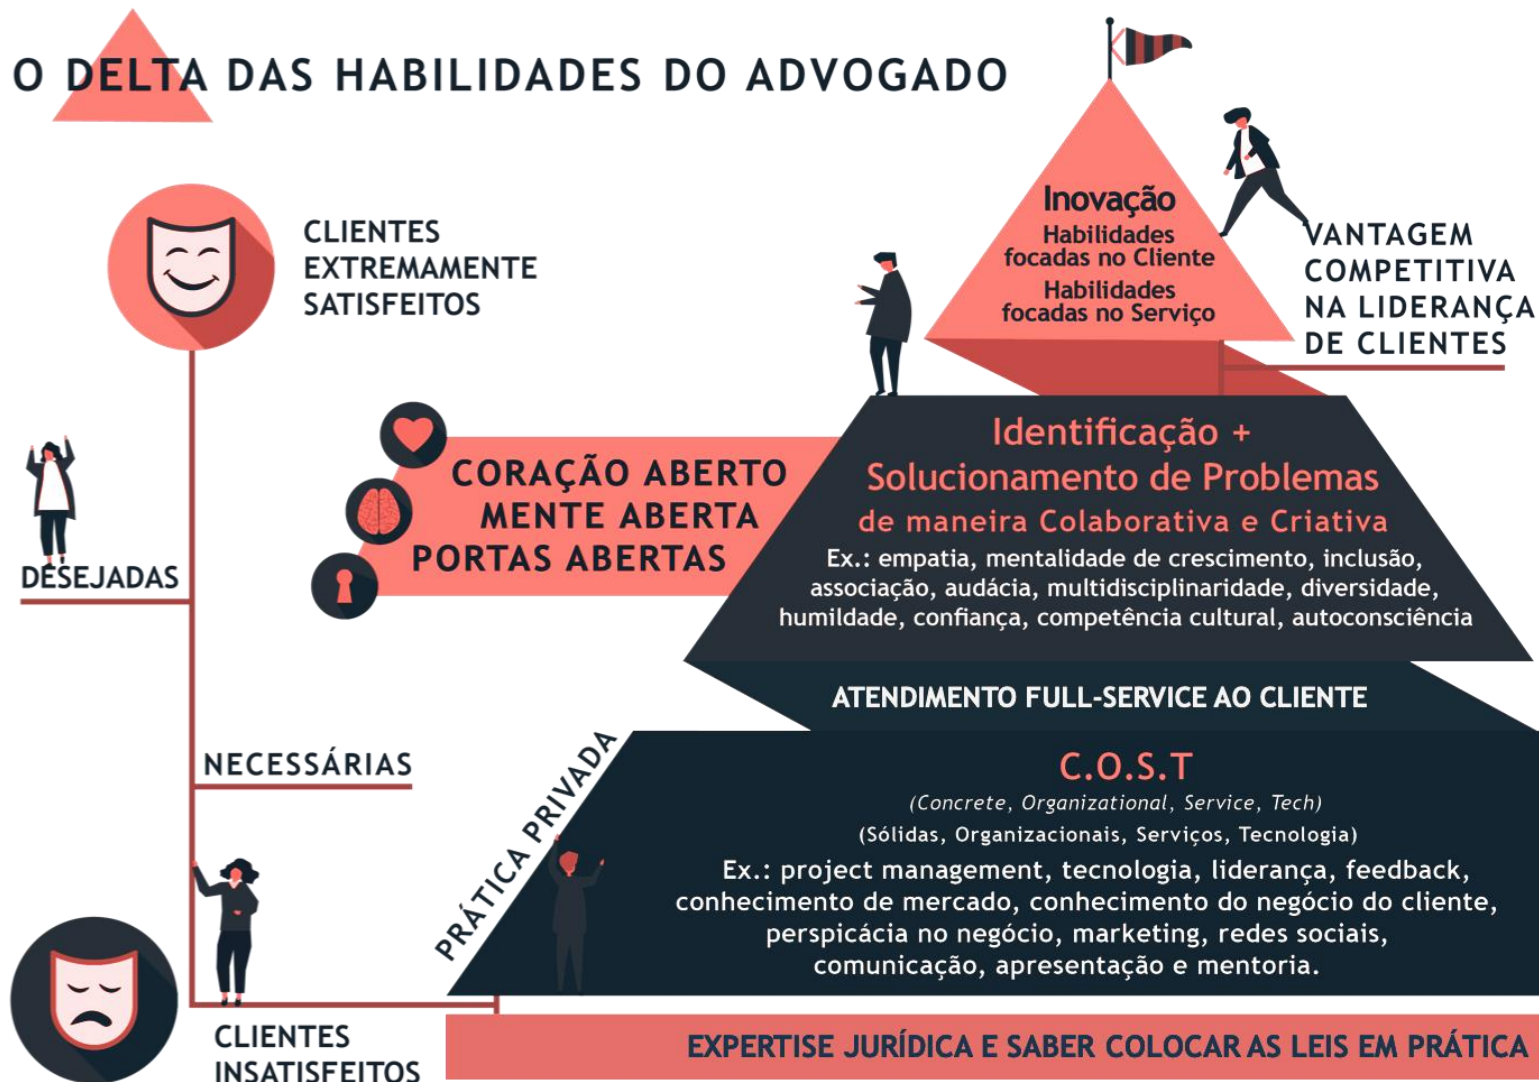 O DELTA DAS HABILIDADES DO ADVOGADO
CLIENTES
EXTREMAMENTE
SATISFEITOS
Inovação
Habilidades
focadas no Cliente
Habilidades
focadas no Serviço
VANTAGEM
COMPETITIVA
NA LIDERANÇA
DE CLIENTES
CORAÇÃO ABERTO
MENTE ABERTA
PORTAS ABERTAS
Identificação +
Solucionamento de Problemas
de maneira Colaborativa e Criativa
Ex.: empatia, mentalidade de crescimento, inclusão,
associação, audácia, multidisciplinaridade, diversidade,
humildade, confiança, competência cultural, autoconsciência
DESEJADAS
ATENDIMENTO FULL-SERVICE AO CLIENTE
NECESSÁRIAS
PRÁTICA PRIVADA
C.O.S.T
(Concrete, Organizational, Service, Tech)
(Sólidas, Organizacionais, Serviços, Tecnologia)
Ex.: project management, tecnologia, liderança, feedback,
conhecimento de mercado, conhecimento do negócio do cliente,
perspicácia no negócio, marketing, redes sociais,
comunicação, apresentação e mentoria.
CLIENTES
INSATISFEITOS
EXPERTISE JURÍDICA E SABER COLOCAR AS LEIS EM PRÁTICA